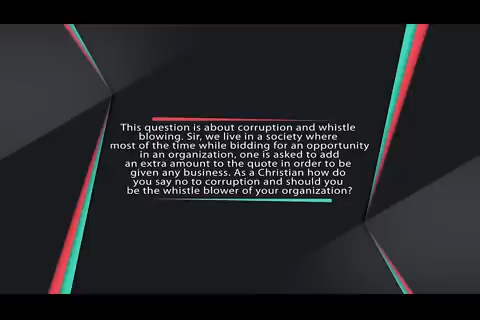 This question is about corruption and whistle
blowing. Sir, we live in a society where
most of the time while bidding for an opportunity
in an organization, one is asked to add
an extra amount to the quote in order to be
given any business. As a Christian how do
you say no to corruption and should you
be the whistle blower of your organization?